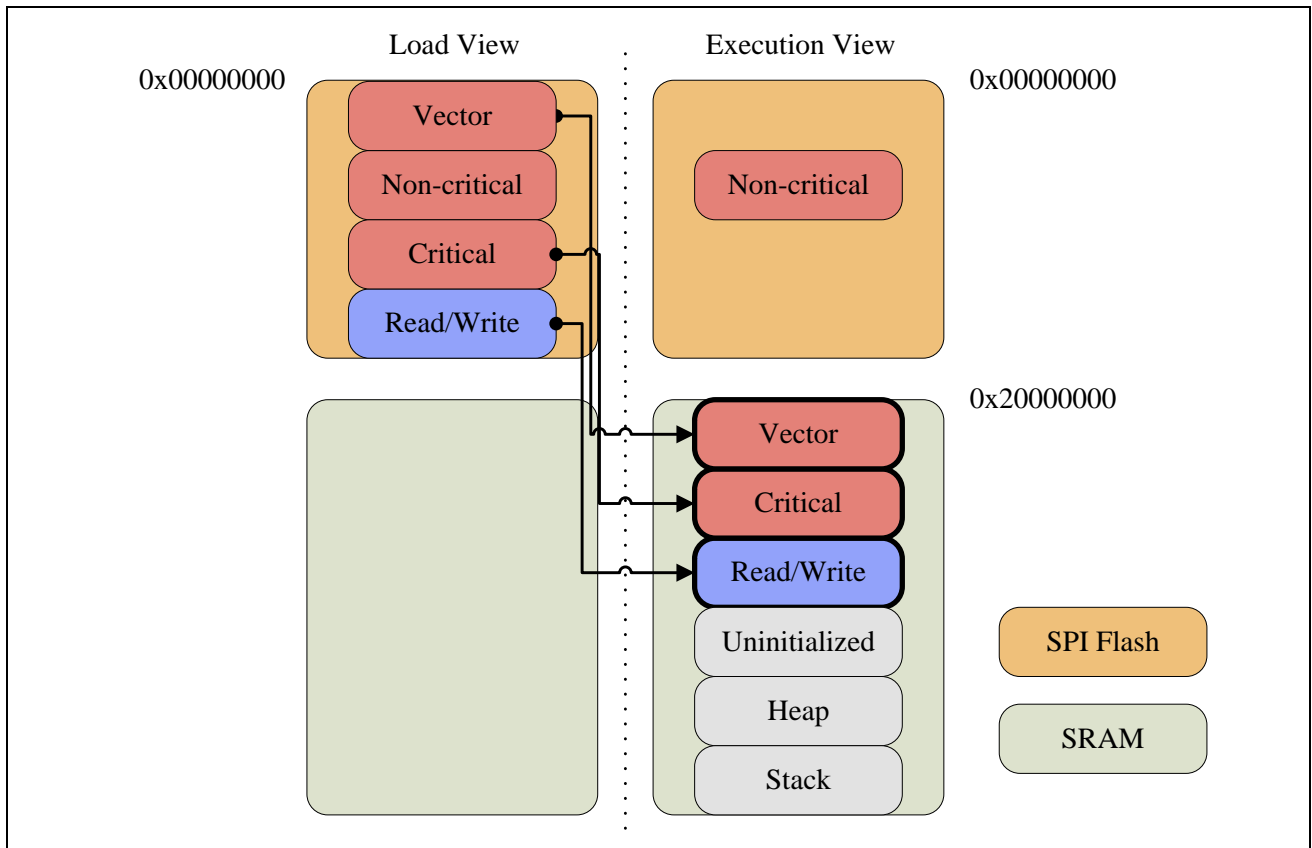 Load View
Execution View
0x00000000
0x00000000
Vector
Non-critical
Critical
Read/Write
Non-critical
0x20000000
Vector
Critical
Read/Write
Uninitialized
Heap
Stack
SPI Flash
SRAM